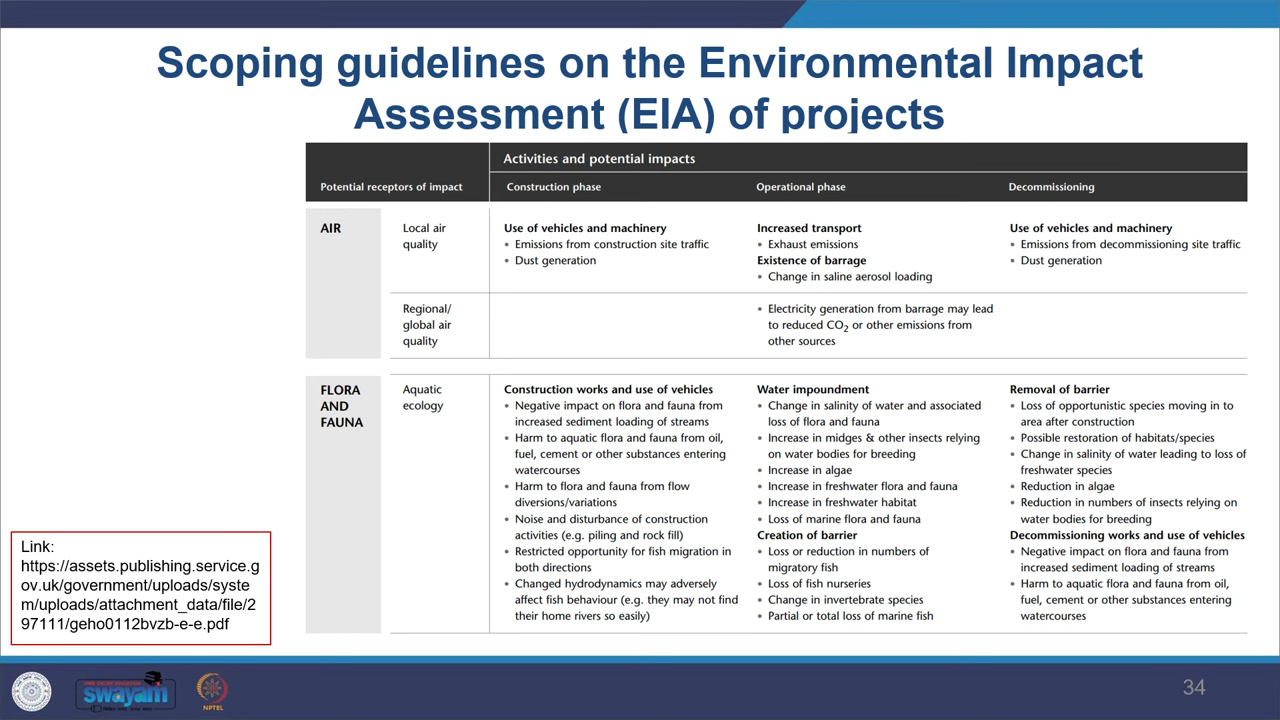 Scoping guidelines on the Environmental Impact
Assessment (EIA) of projects
Activities and potential impacts
Potential receptors of impact
Construction phase
Operational phase
Decommissioning
AIR
Local air
quality
Use of vehicles and machinery
• Emissions from construction site traffic
• Dust generation
Increased transport
• Exhaust emissions
Existence of barrage
• Change in saline aerosol loading
Use of vehicles and machinery
• Emissions from decommissioning site traffic
• Dust generation
Regional/
global air
quality
• Electricity generation from barrage may lead
to reduced CO2 or other emissions from
other sources
FLORA
AND
FAUNA
Aquatic
ecology
Construction works and use of vehicles
• Negative impact on flora and fauna from
increased sediment loading of streams
• Harm to aquatic flora and fauna from oil,
fuel, cement or other substances entering
watercourses
• Harm to flora and fauna from flow
diversions/variations
• Noise and disturbance of construction
activities (e.g. piling and rock fill)
• Restricted opportunity for fish migration in
both directions
• Changed hydrodynamics may adversely
affect fish behaviour (e.g. they may not find
their home rivers so easily)
Water impoundment
• Change in salinity of water and associated
loss of flora and fauna
• Increase in midges & other insects relying
on water bodies for breeding
• Increase in algae
• Increase in freshwater flora and fauna
• Increase in freshwater habitat
• Loss of marine flora and fauna
Creation of barrier
• Loss or reduction in numbers of
migratory fish
• Loss of fish nurseries
• Change in invertebrate species
• Partial or total loss of marine fish
Removal of barrier
• Loss of opportunistic species moving in to
area after construction
• Possible restoration of habitats/species
• Change in salinity of water leading to loss of
freshwater species
• Reduction in algae
• Reduction in numbers of insects relying on
water bodies for breeding
Decommissioning works and use of vehicles
• Negative impact on flora and fauna from
increased sediment loading of streams
• Harm to aquatic flora and fauna from oil,
fuel, cement or other substances entering
watercourses
Link:
https://assets.publishing.service.g
ov.uk/government/uploads/syste
m/uploads/attachment_data/file/2
97111/geho0112bvzb-e-e.pdf
swayam
NPTEL
34